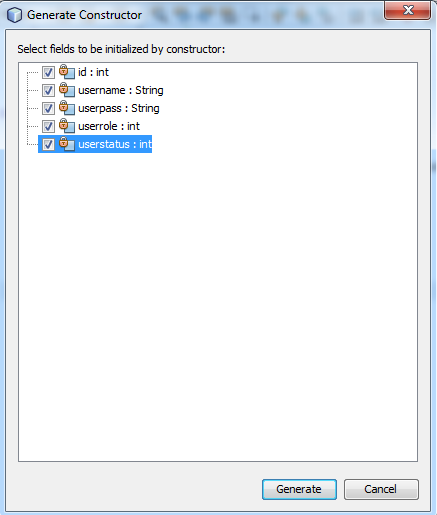 Generate Constructor
Select fields to be initialized by constructor:
id : int
username : String
userpass : String
userrole : int
userstatus : int
Generate
Cancel